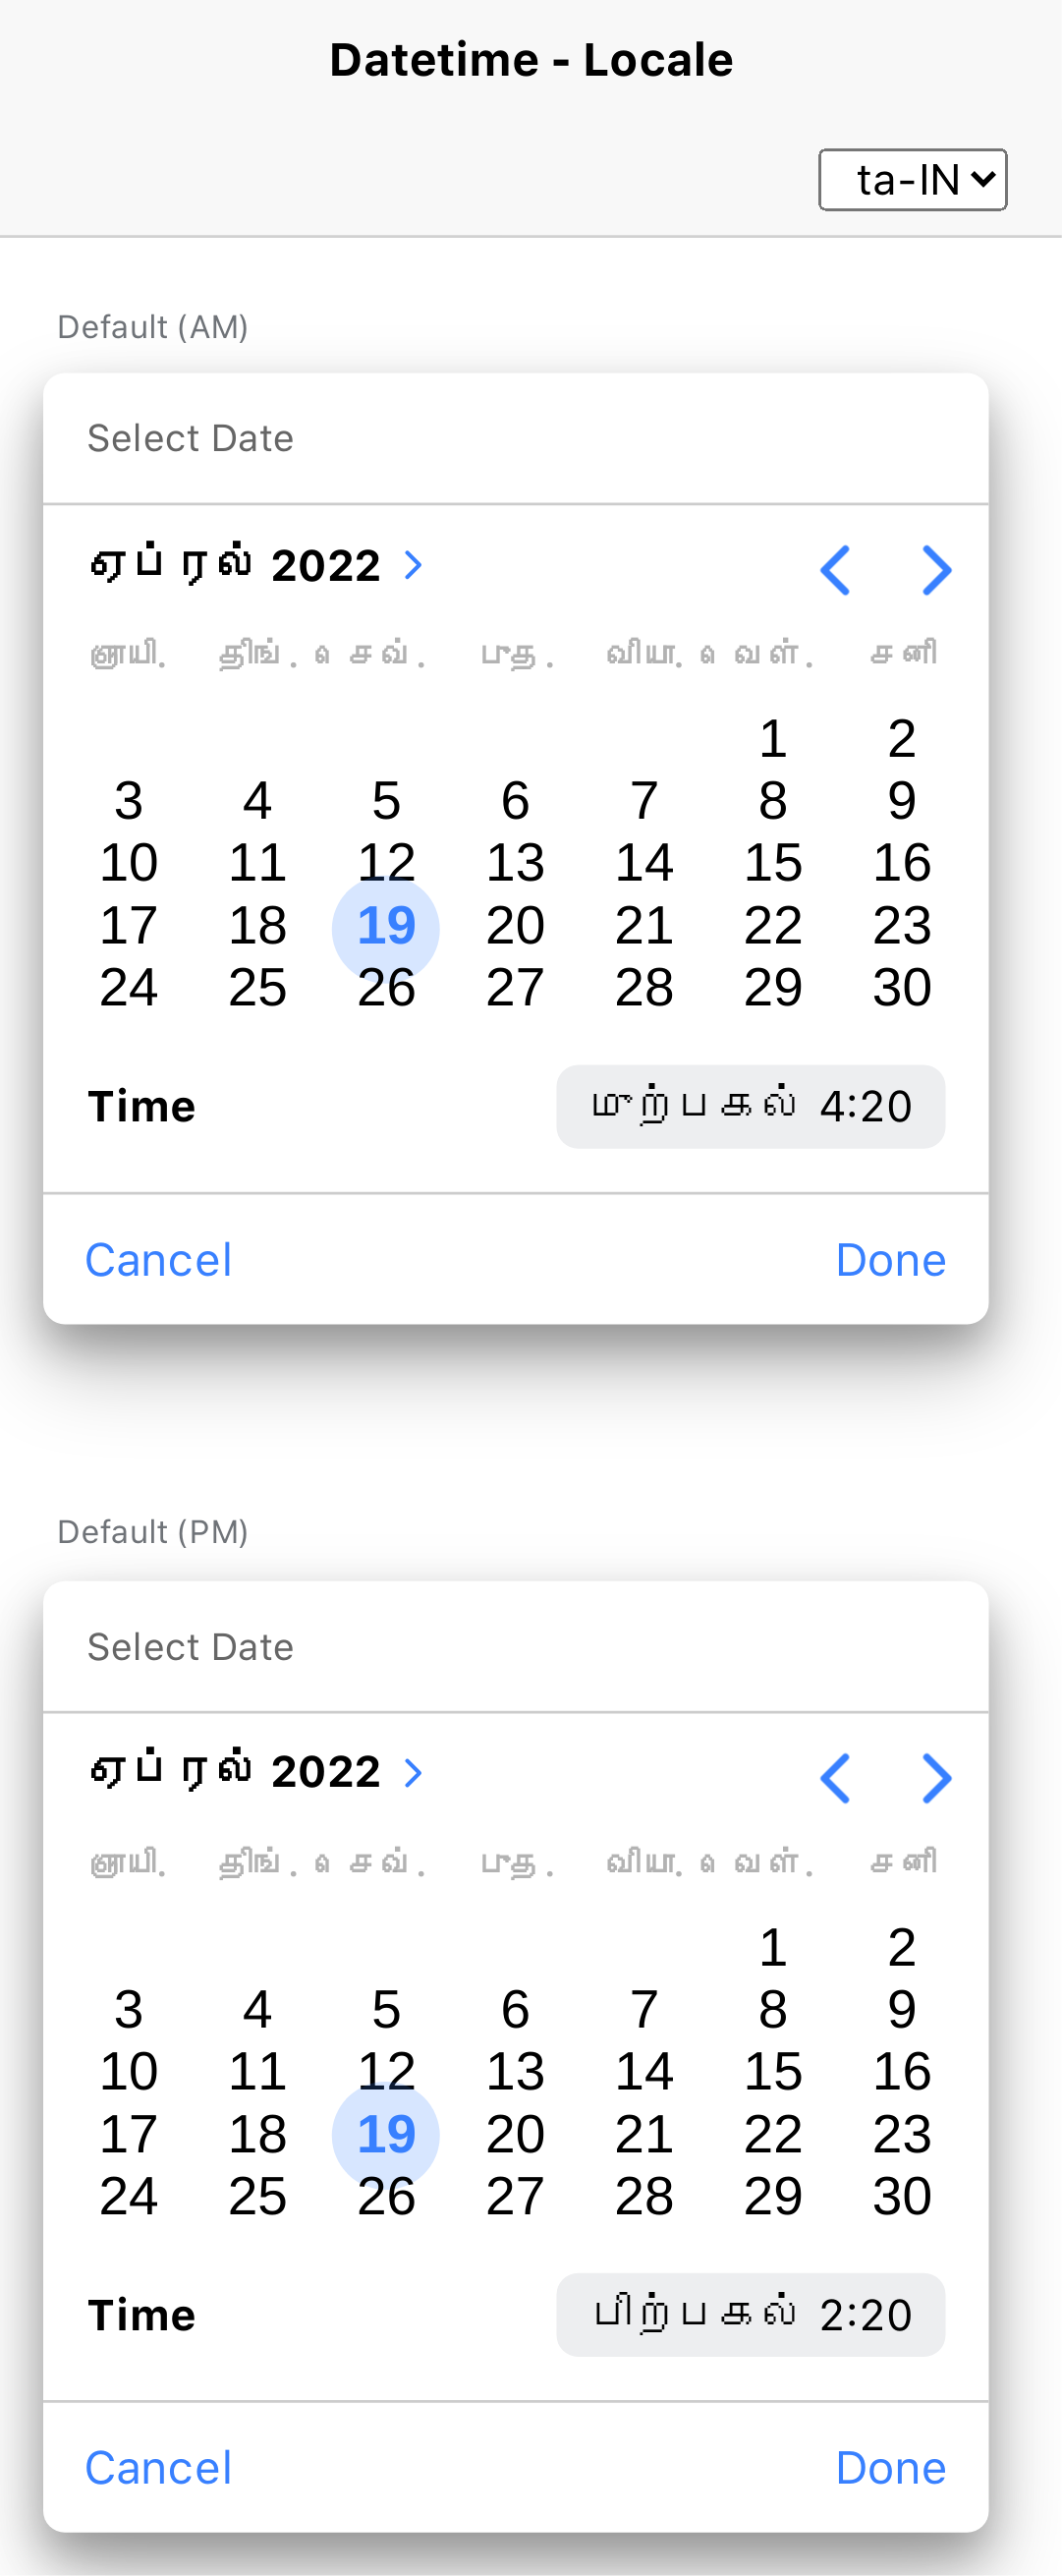 Datetime - Locale
ta-IN
Default (AM)
Select Date
ஏப்ரல் 2022
ஞாயி. திங். செவ். புத. வியா. வெள். சனி
1 2
3 4 5 6 7 8 9
10 11 12 13 14 15 16
17 18 19 20 21 22 23
24 25 26 27 28 29 30
Time முற்பகல் 4:20
Cancel Done
Default (PM)
Select Date
ஏப்ரல் 2022
ஞாயி. திங். செவ். புத. வியா. வெள். சனி
1 2
3 4 5 6 7 8 9
10 11 12 13 14 15 16
17 18 19 20 21 22 23
24 25 26 27 28 29 30
Time பிற்பகல் 2:20
Cancel Done